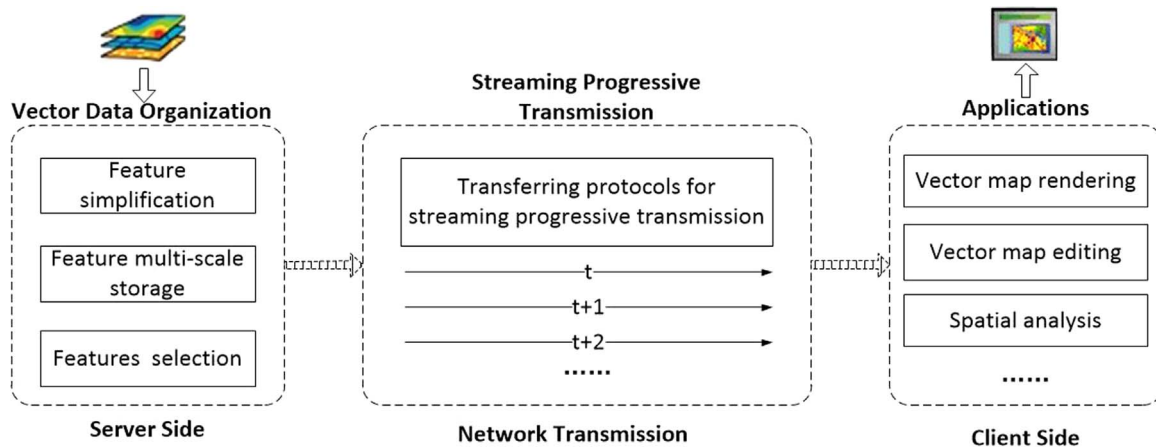 Vector Data Organization
Feature
simplification
Feature multi-scale
storage
Features selection
Server Side
Streaming Progressive
Transmission
Transferring protocols for
streaming progressive transmission
t
t+1
t+2
......
Network Transmission
Applications
Vector map rendering
Vector map editing
Spatial analysis
......
Client Side